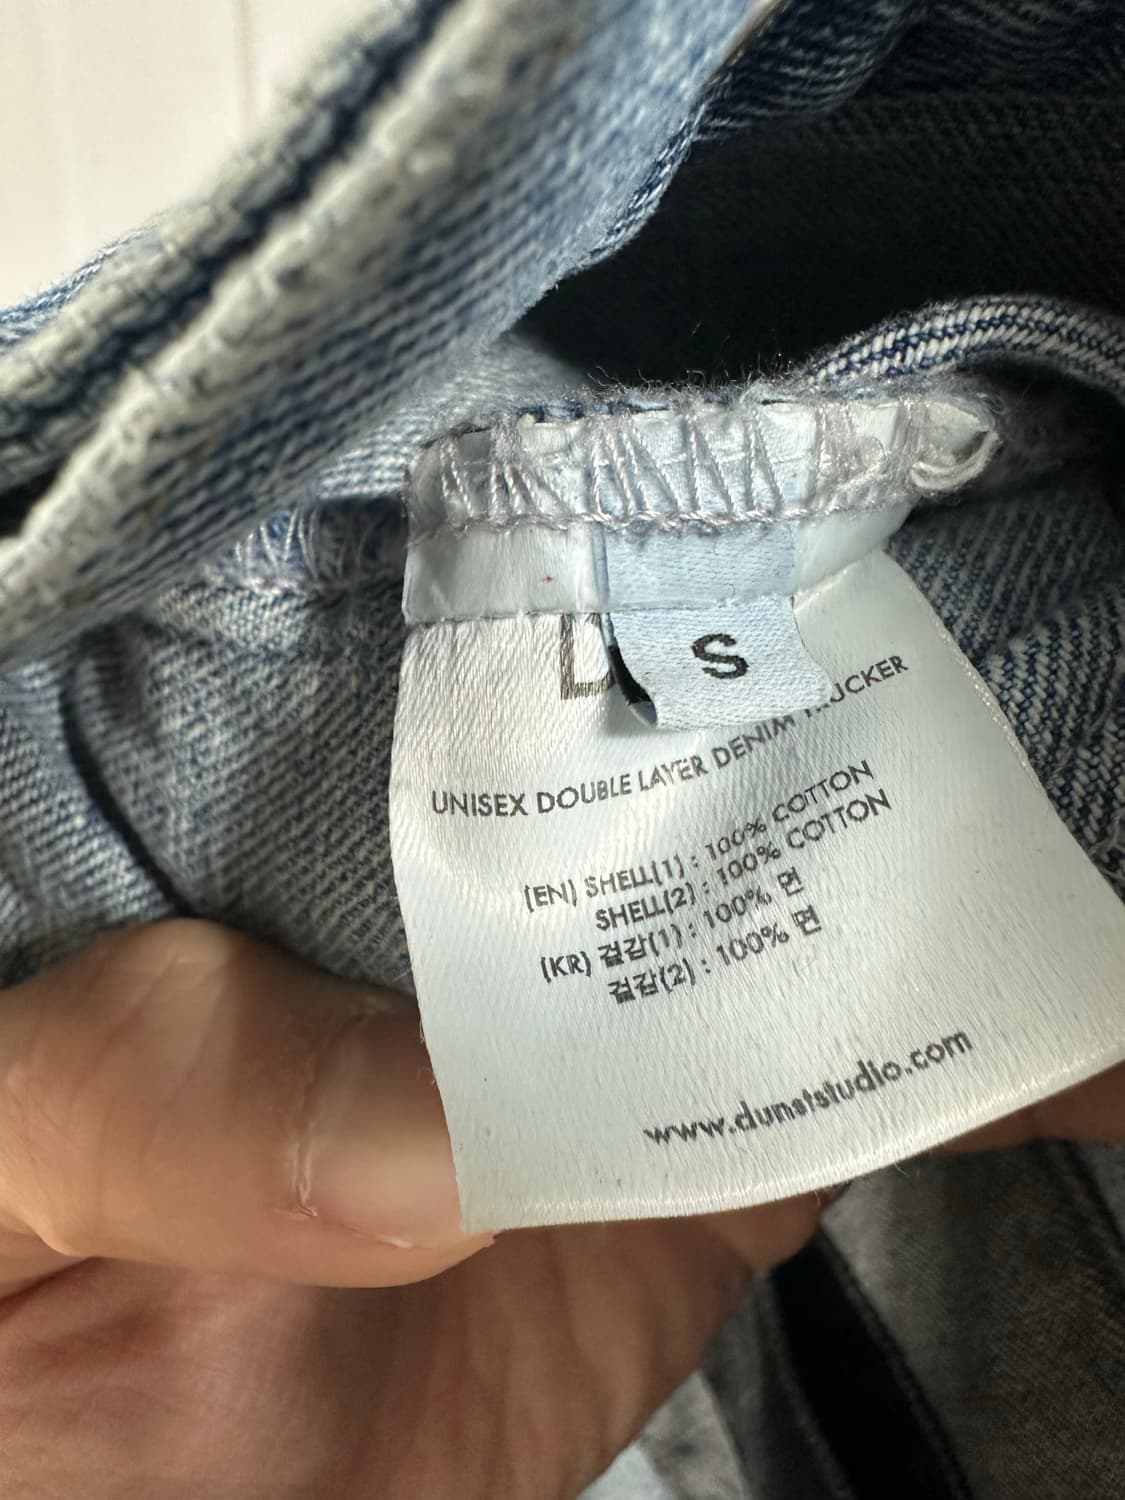 S
UNISEX DOUBLE LAYER DENIM TRUCKER
(EN) SHELL(1) : 100% COTTON
SHELL(2) : 100% COTTON
(KR) 겉감(1) : 100% 면
겉감(2) : 100% 면
www.dunststudio.com